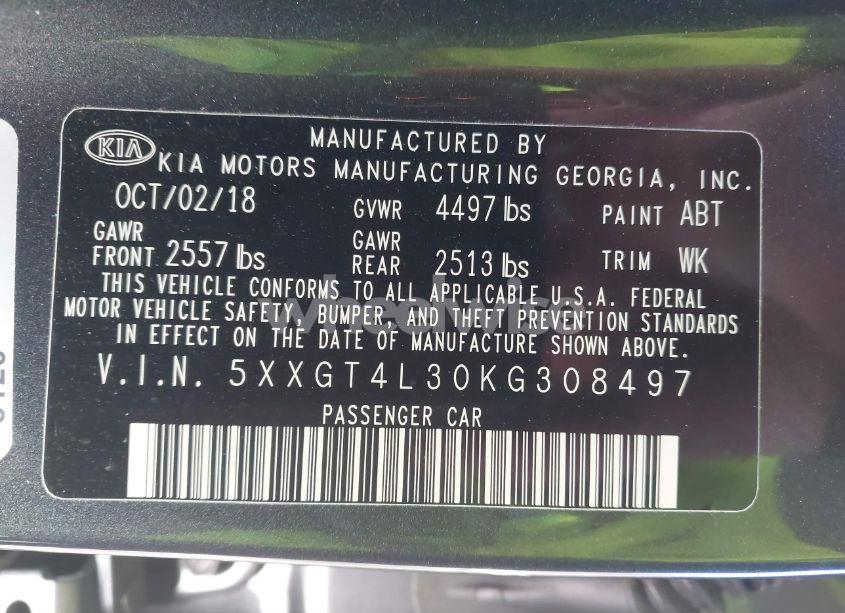 MANUFACTURED BY
KIA KIA MOTORS MANUFACTURING GEORGIA, INC.
OCT/02/18 GVWR 4497 lbs PAINT ABT
GAWR FRONT 2557 lbs GAWR REAR 2513 lbs TRIM WK
THIS VEHICLE CONFORMS TO ALL APPLICABLE U.S.A. FEDERAL
MOTOR VEHICLE SAFETY, BUMPER, AND THEFT PREVENTION STANDARDS
IN EFFECT ON THE DATE OF MANUFACTURE SHOWN ABOVE.
V.I.N. 5XXGT4L30KG308497
PASSENGER CAR